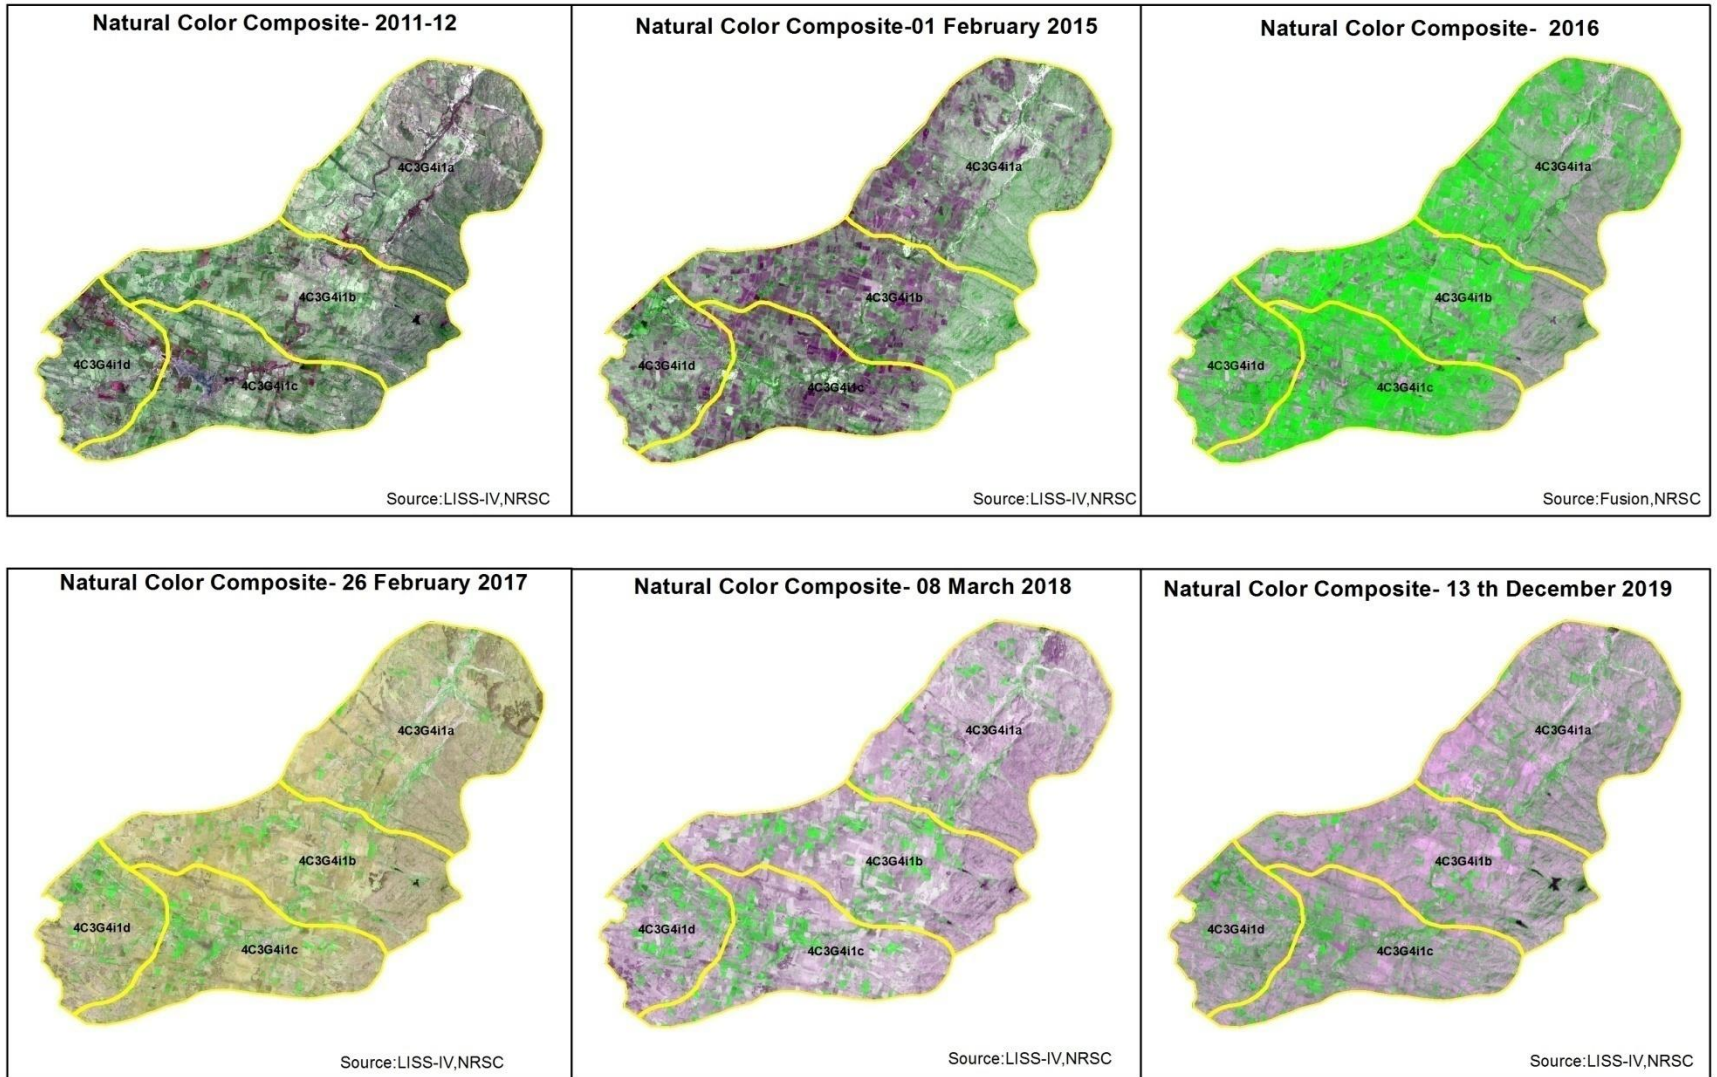 Natural Color Composite- 2011-12
4C3G4i1a
4C3G4i1b
4C3G4i1d
4C3G4i1c
Source:LISS-IV,NRSC
Natural Color Composite-01 February 2015
4C3G4i1a
4C3G4i1b
4C3G4i1d
4C3G4i1c
Source:LISS-IV,NRSC
Natural Color Composite- 2016
4C3G4i1a
4C3G4i1b
4C3G4i1d
4C3G4i1c
Source:Fusion,NRSC
Natural Color Composite- 26 February 2017
4C3G4i1a
4C3G4i1b
4C3G4i1d
4C3G4i1c
Source:LISS-IV,NRSC
Natural Color Composite- 08 March 2018
4C3G4i1a
4C3G4i1b
4C3G4i1d
4C3G4i1c
Source:LISS-IV,NRSC
Natural Color Composite- 13 th December 2019
4C3G4i1a
4C3G4i1b
4C3G4i1d
4C3G4i1c
Source:LISS-IV,NRSC